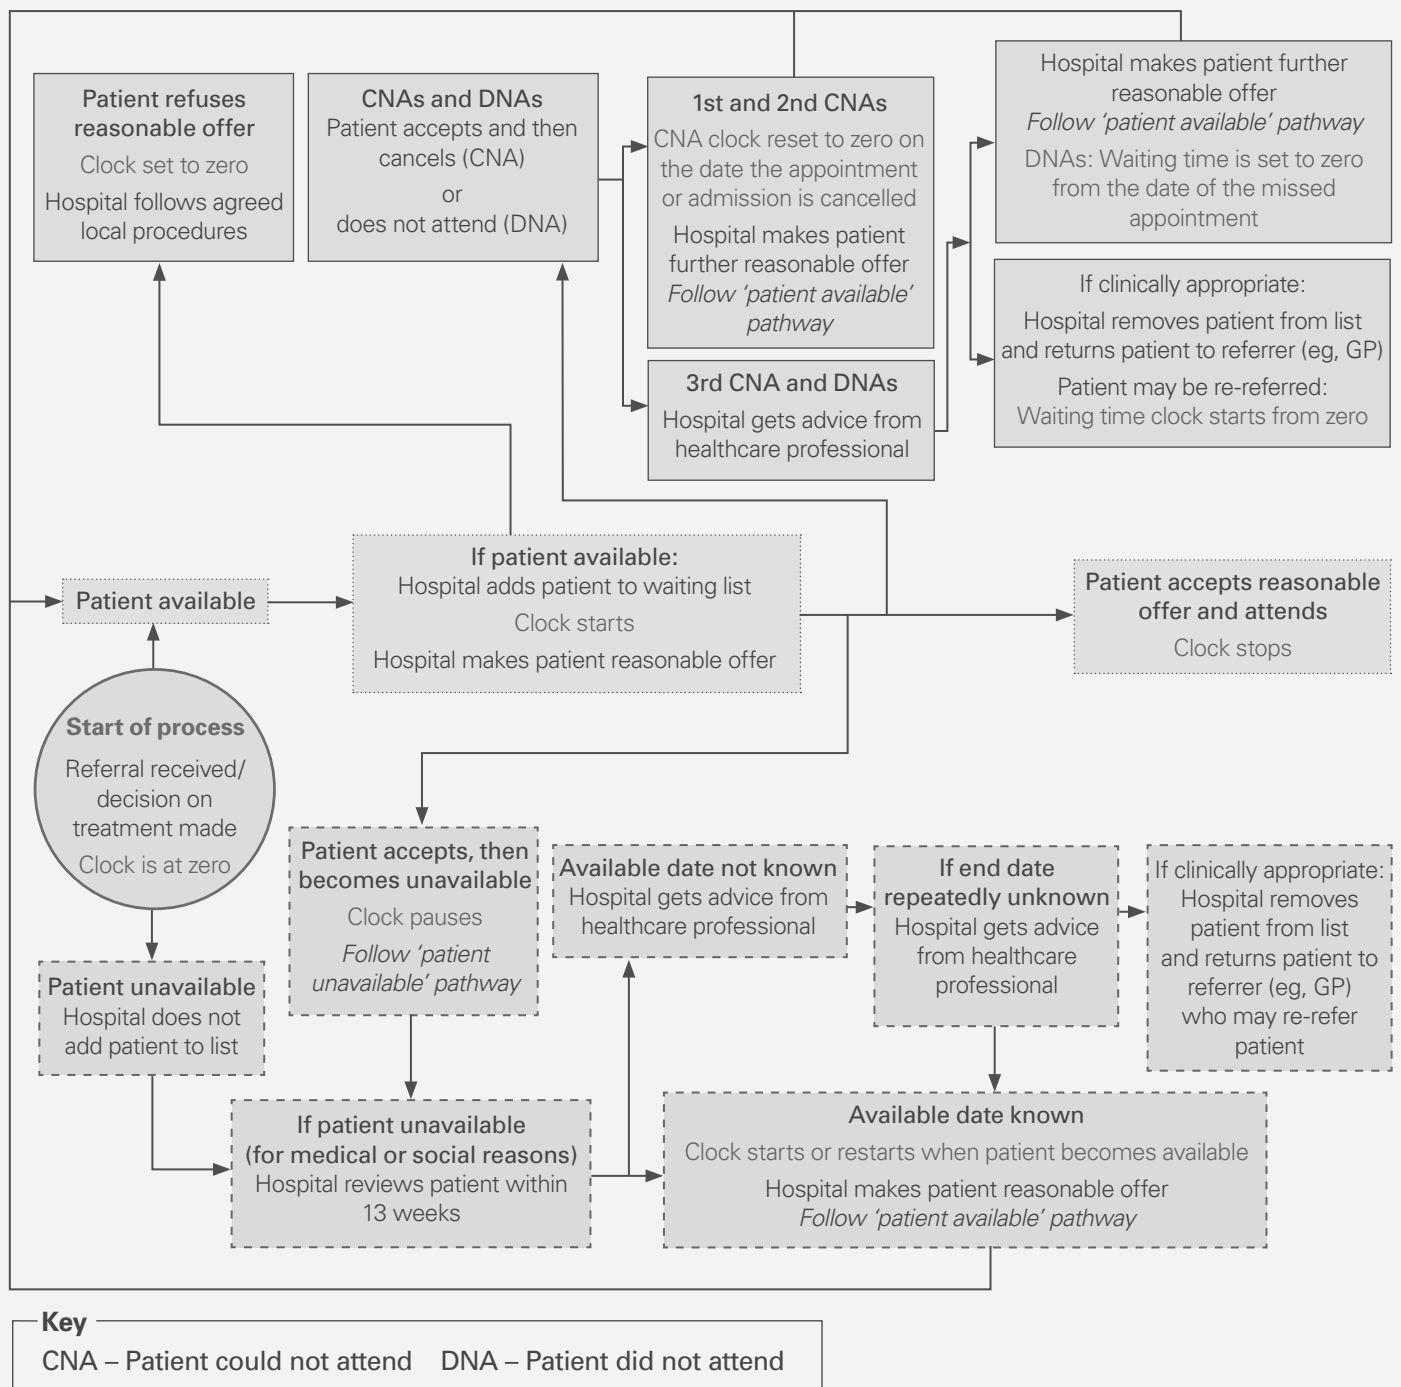 Patient refuses
reasonable offer
Clock set to zero
Hospital follows agreed
local procedures
CNAs and DNAs
Patient accepts and then
cancels (CNA)
or
does not attend (DNA)
1st and 2nd CNAs
CNA clock reset to zero on
the date the appointment
or admission is cancelled
Hospital makes patient
further reasonable offer
Follow ‘patient available’
pathway
3rd CNA and DNAs
Hospital gets advice from
healthcare professional
Hospital makes patient further
reasonable offer
Follow ‘patient available’ pathway
DNAs: Waiting time is set to zero
from the date of the missed
appointment
If clinically appropriate:
Hospital removes patient from list
and returns patient to referrer (eg, GP)
Patient may be re-referred:
Waiting time clock starts from zero
Patient available
If patient available:
Hospital adds patient to waiting list
Clock starts
Hospital makes patient reasonable offer
Patient accepts reasonable
offer and attends
Clock stops
Start of process
Referral received/
decision on
treatment made
Clock is at zero
Patient unavailable
Hospital does not
add patient to list
Patient accepts, then
becomes unavailable
Clock pauses
Follow ‘patient
unavailable’ pathway
If patient unavailable
(for medical or social reasons)
Hospital reviews patient within
13 weeks
Available date not known
Hospital gets advice from
healthcare professional
If end date
repeatedly unknown
Hospital gets advice
from healthcare
professional
If clinically appropriate:
Hospital removes
patient from list
and returns patient to
referrer (eg, GP)
who may re-refer
patient
Available date known
Clock starts or restarts when patient becomes available
Hospital makes patient reasonable offer
Follow ‘patient available’ pathway
Key
CNA – Patient could not attend DNA – Patient did not attend